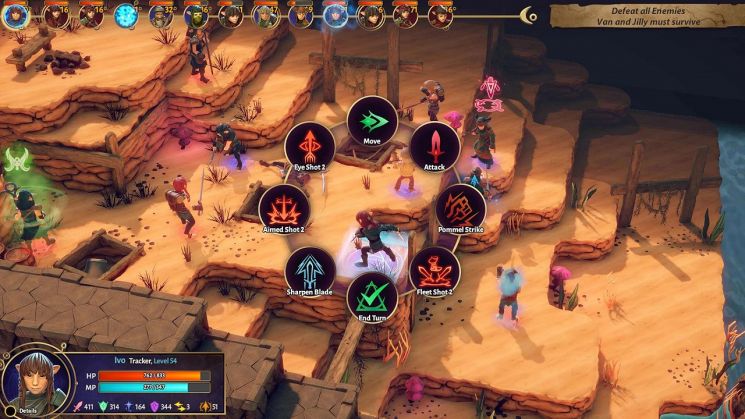 Defeat all Enemies
Van and Jilly must survive
Move
Eye Shot 2
Attack
Aimed Shot 2
Pommel Strike
Sharpen Blade
Fleet Shot 2
End Turn
Ivo Tracker, Level 54
HP
MP
411 314 164 344 3 51
Details